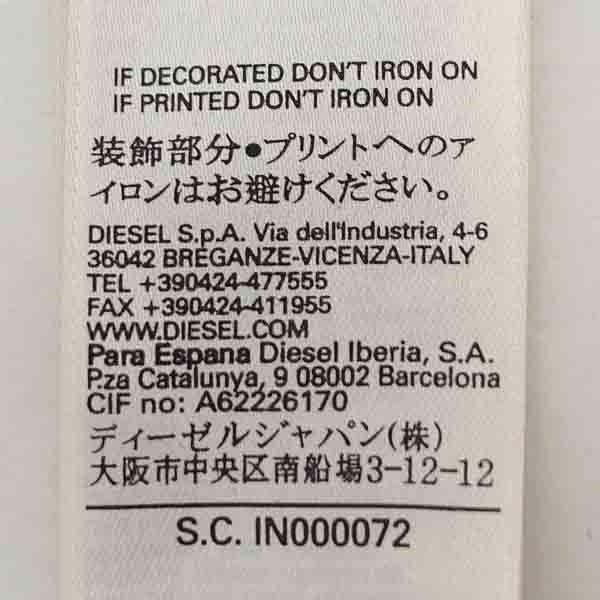 IF DECORATED DON'T IRON ON
IF PRINTED DON'T IRON ON
装飾部分●プリントへのア
イロンはお避けください。
DIESEL S.p.A. Via dell'Industria, 4-6
36042 BREGANZE-VICENZA-ITALY
TEL +390424-477555
FAX +390424-411955
WWW.DIESEL.COM
Para Espana Diesel Iberia, S.A.
P.za Catalunya, 9 08002 Barcelona
CIF no: A62226170
ディーゼルジャパン(株)
大阪市中央区南船場3-12-12
S.C. IN000072